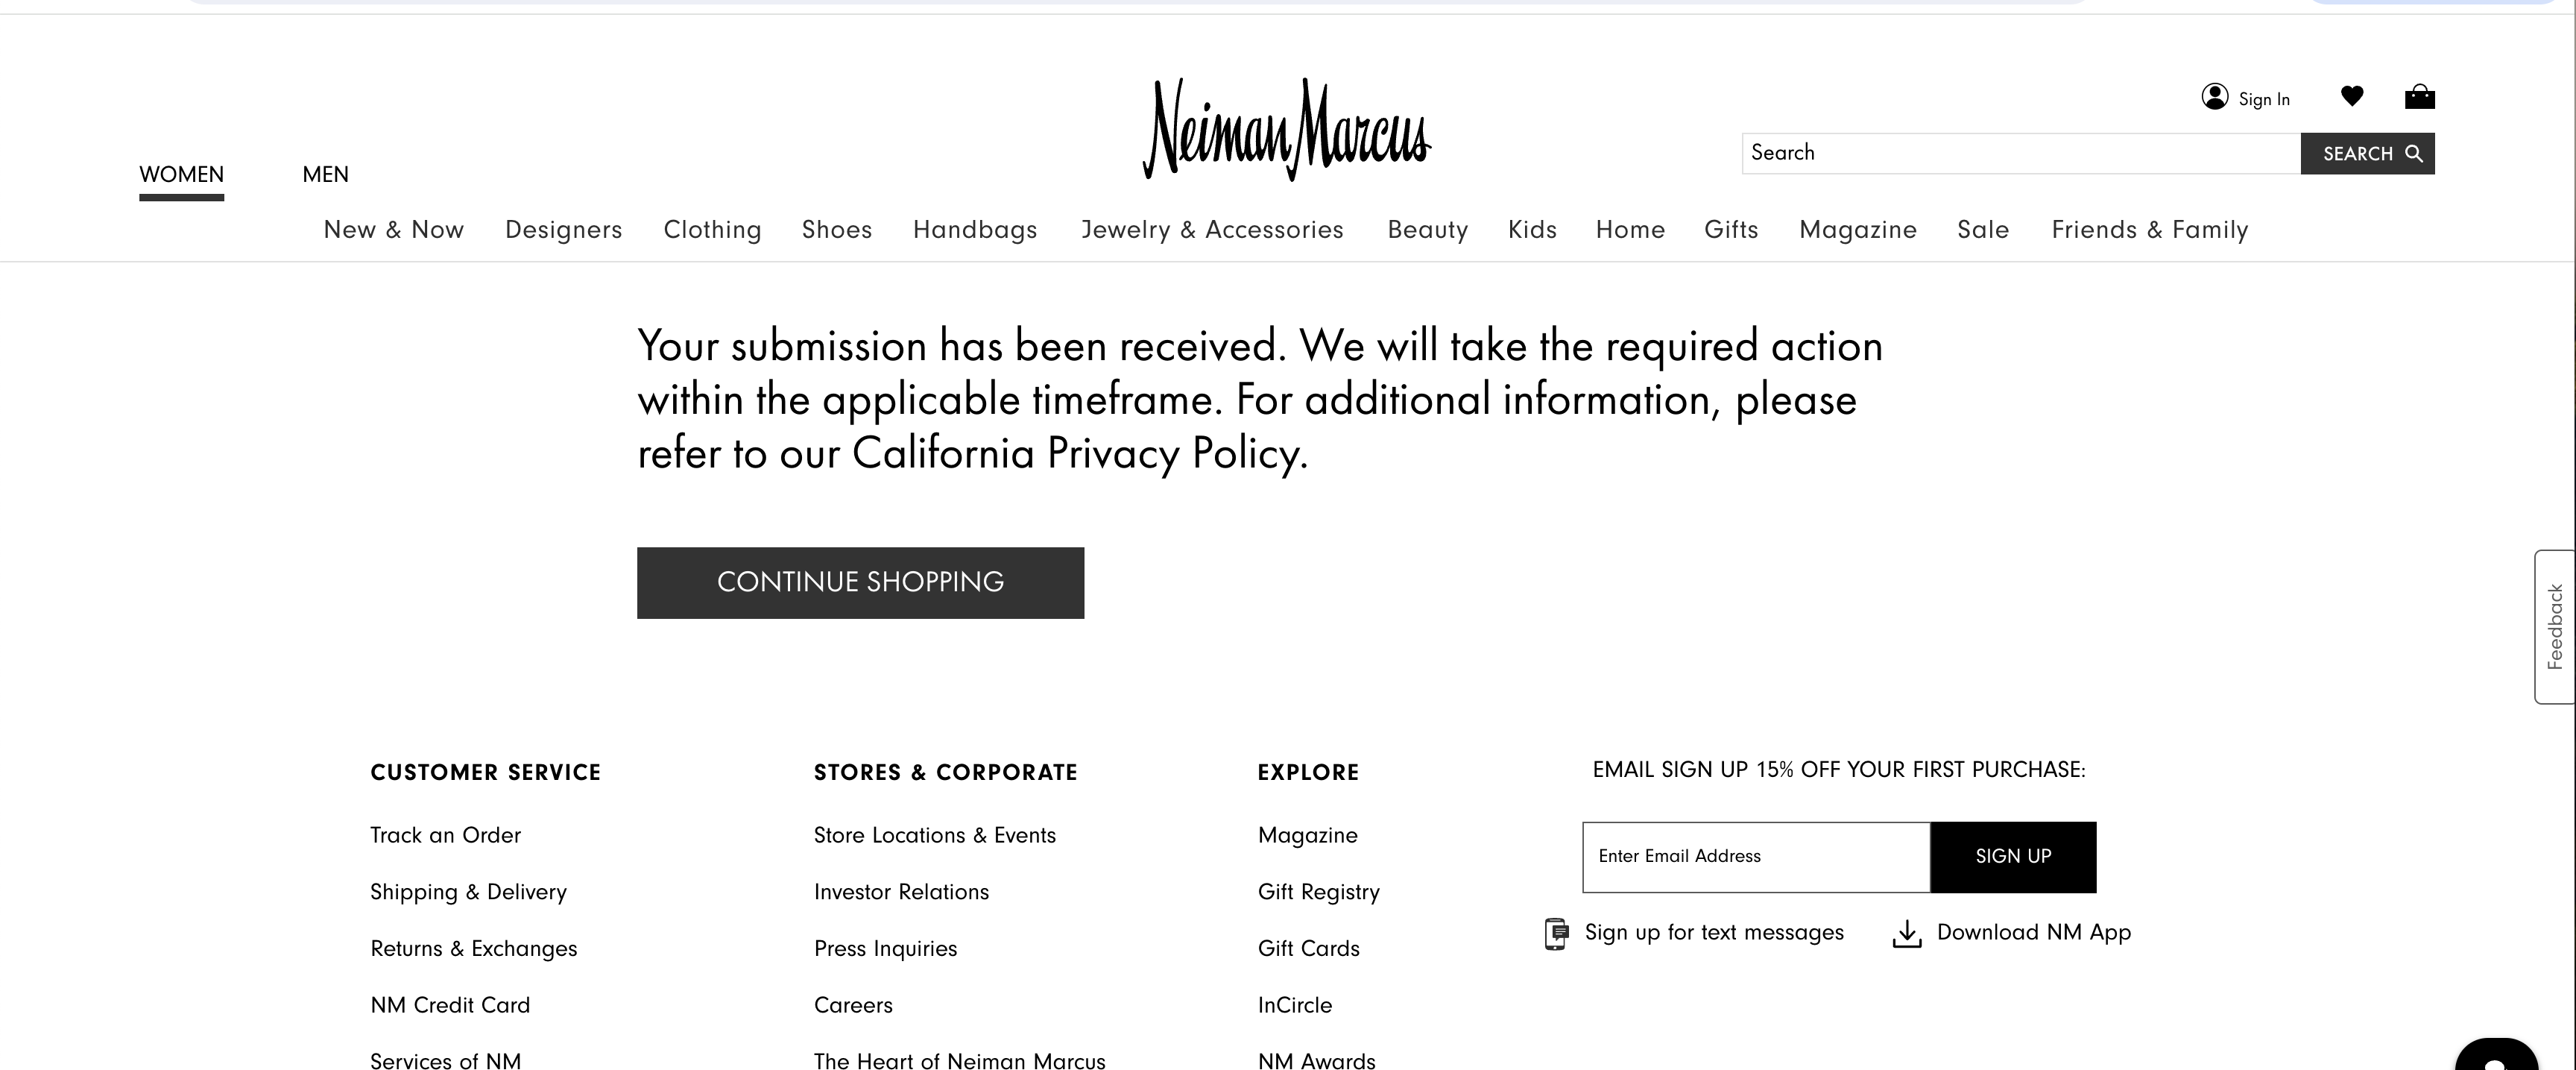 Neiman Marcus
Sign In
Search
SEARCH
WOMEN
MEN
New & Now
Designers
Clothing
Shoes
Handbags
Jewelry & Accessories
Beauty
Kids
Home
Gifts
Magazine
Sale
Friends & Family
Your submission has been received. We will take the required action
within the applicable timeframe. For additional information, please
refer to our California Privacy Policy.
CONTINUE SHOPPING
Feedback
CUSTOMER SERVICE
Track an Order
Shipping & Delivery
Returns & Exchanges
NM Credit Card
Services of NM
STORES & CORPORATE
Store Locations & Events
Investor Relations
Press Inquiries
Careers
The Heart of Neiman Marcus
EXPLORE
Magazine
Gift Registry
Gift Cards
InCircle
NM Awards
EMAIL SIGN UP 15% OFF YOUR FIRST PURCHASE:
Enter Email Address
SIGN UP
Sign up for text messages
Download NM App